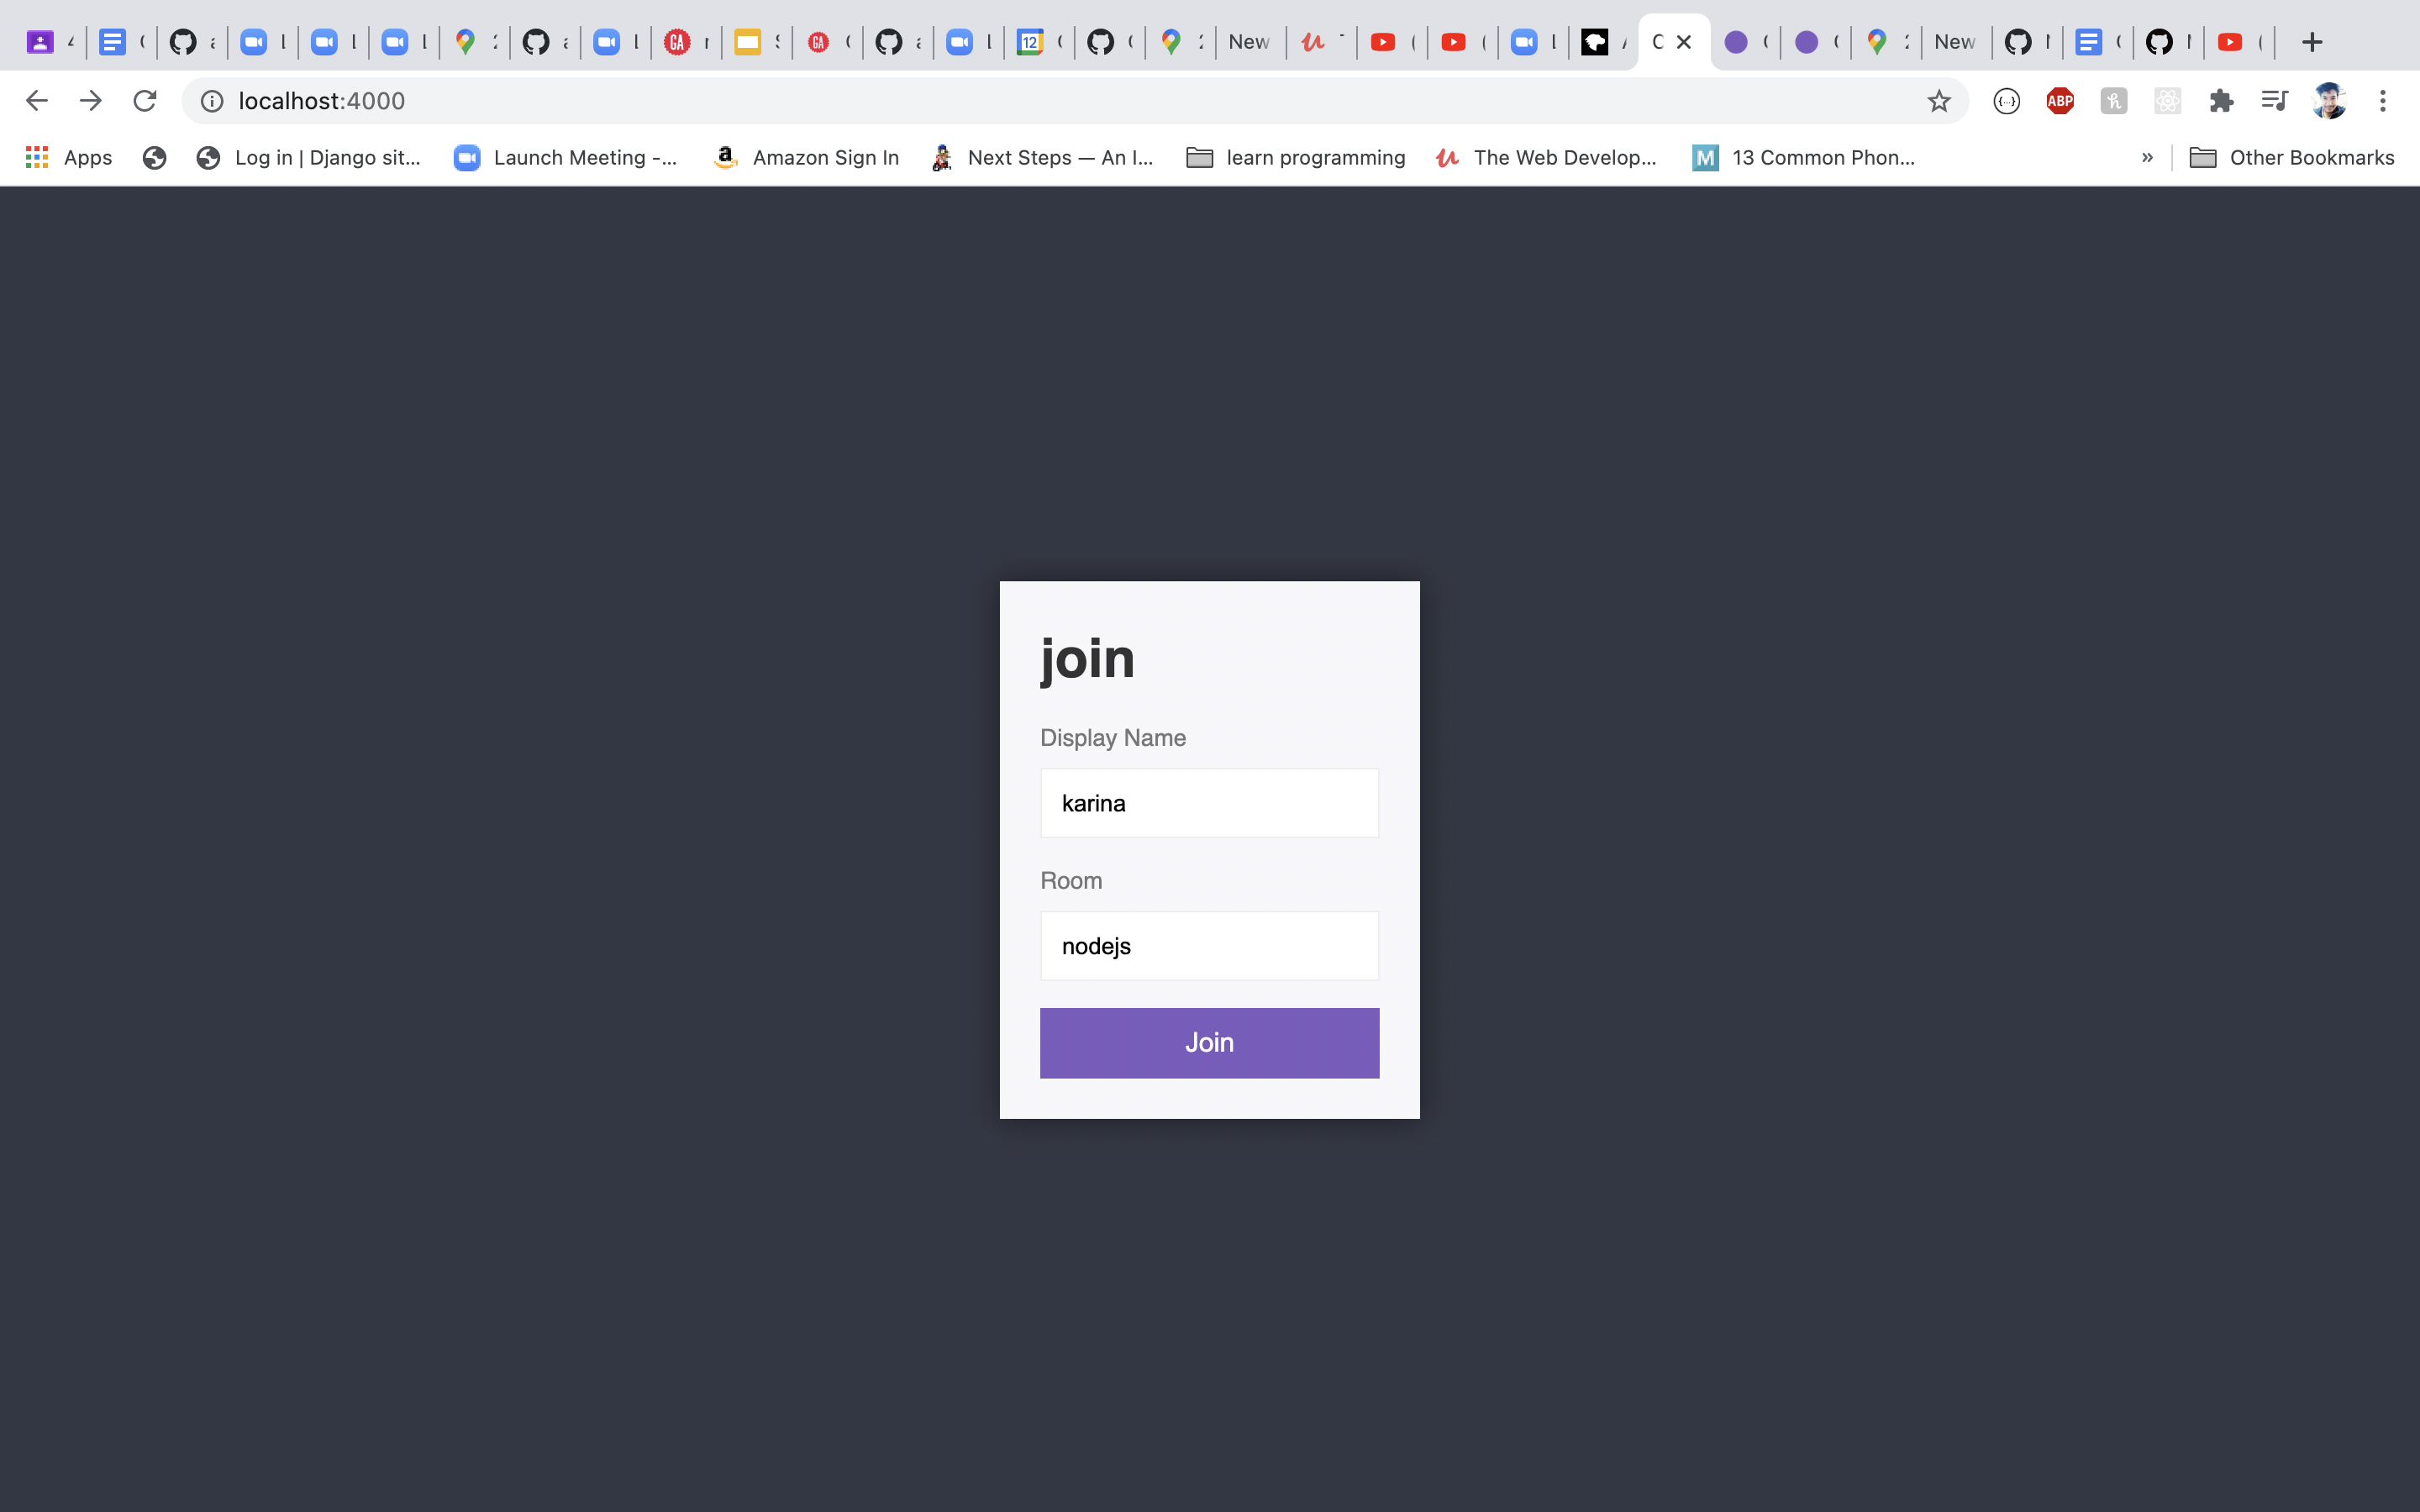 New
New
localhost:4000
Apps
Log in | Django sit...
Launch Meeting -...
Amazon Sign In
Next Steps — An I...
learn programming
The Web Develop...
13 Common Phon...
»
Other Bookmarks
join
Display Name
karina
Room
nodejs
Join